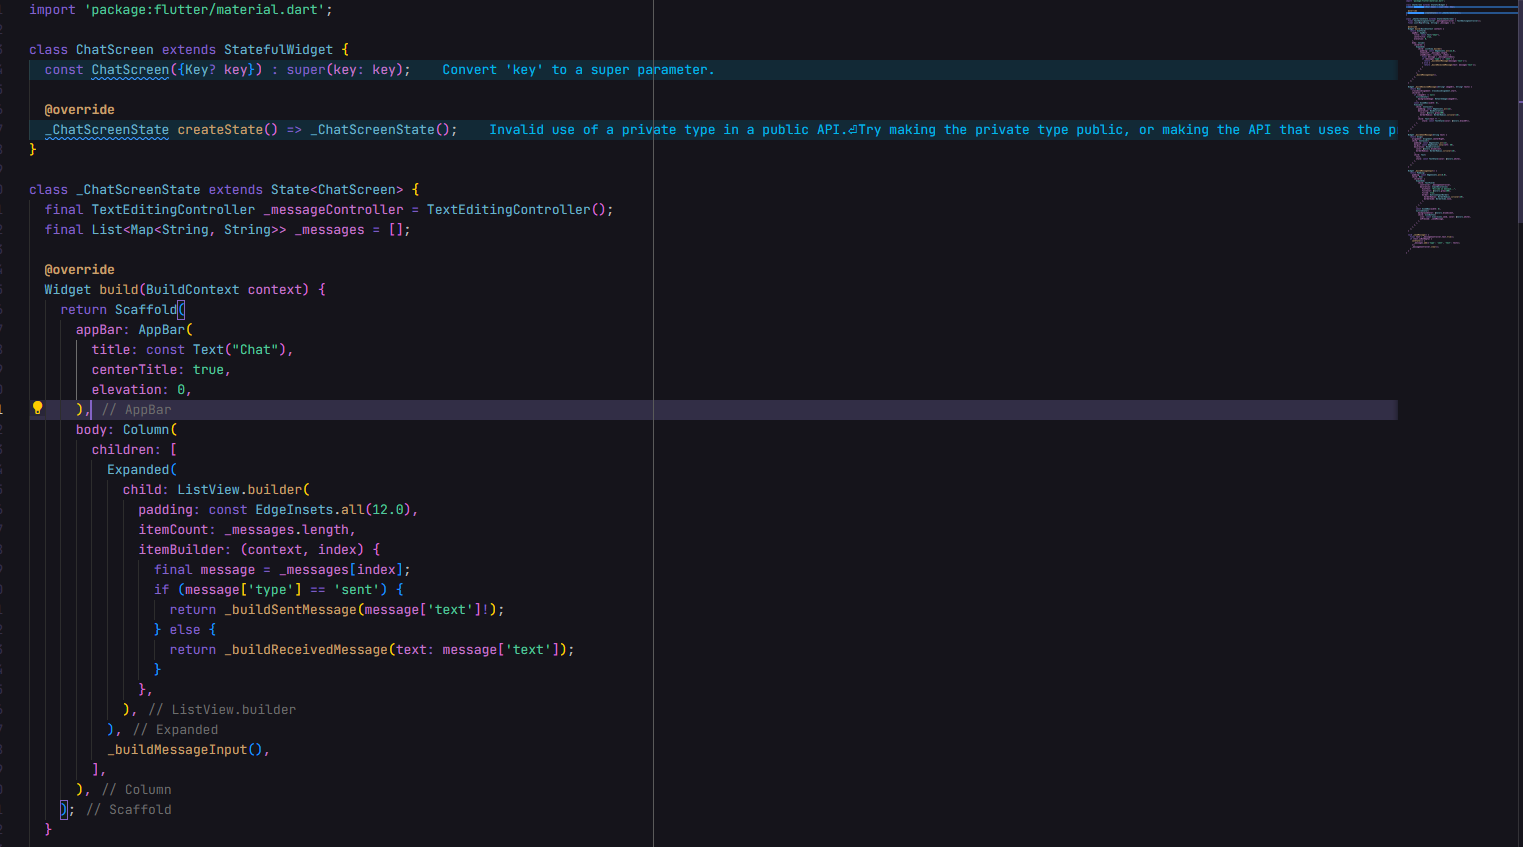 import 'package:flutter/material.dart';
class ChatScreen extends StatefulWidget {
const ChatScreen({Key? key}) : super(key: key);    Convert 'key' to a super parameter.
@override
_ChatScreenState createState() => _ChatScreenState();    Invalid use of a private type in a public API.⏎Try making the private type public, or making the API that uses the p
}
class _ChatScreenState extends State<ChatScreen> {
final TextEditingController _messageController = TextEditingController();
final List<Map<String, String>> _messages = [];
@override
Widget build(BuildContext context) {
return Scaffold(
appBar: AppBar(
title: const Text("Chat"),
centerTitle: true,
elevation: 0,
), // AppBar
body: Column(
children: [
Expanded(
child: ListView.builder(
padding: const EdgeInsets.all(12.0),
itemCount: _messages.length,
itemBuilder: (context, index) {
final message = _messages[index];
if (message['type'] == 'sent') {
return _buildSentMessage(message['text']!);
} else {
return _buildReceivedMessage(text: message['text']);
}
},
), // ListView.builder
), // Expanded
_buildMessageInput(),
],
), // Column
); // Scaffold
}